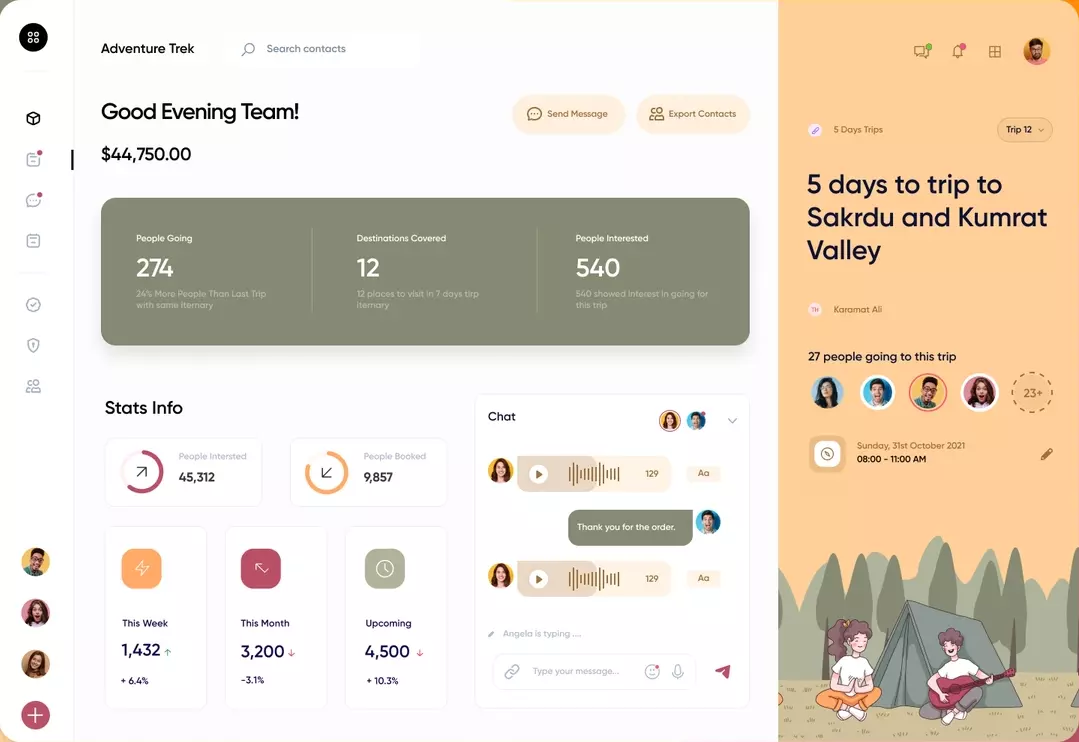 Adventure Trek
Search contacts
Good Evening Team!
$44,750.00
Send Message
Export Contacts
People Going
274
24% More People Than Last Trip
with same Iternary
Destinations Covered
12
12 places to visit in 7 days tirp
iternary
People Interested
540
540 showed interest in going for
this trip
Stats Info
People Intersted
45,312
People Booked
9,857
This Week
1,432
+ 6.4%
This Month
3,200
-3.1%
Upcoming
4,500
+ 10.3%
Chat
129
Aa
Thank you for the order.
129
Aa
Angela is typing ....
Type your message...
5 Days Trips
Trip 12
5 days to trip to
Sakrdu and Kumrat
Valley
TH
Karamat Ali
27 people going to this trip
23+
Sunday, 31st October 2021
08:00 - 11:00 AM